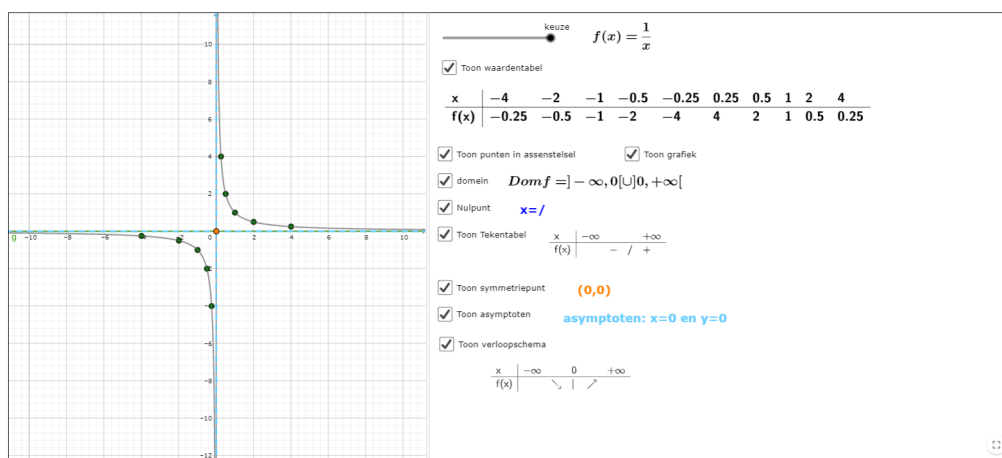 keuze
f(x) = 1/x
Toon waardentabel
x −4 −2 −1 −0.5 −0.25 0.25 0.5 1 2 4
f(x) −0.25 −0.5 −1 −2 −4 4 2 1 0.5 0.25
Toon punten in assenstelsel Toon grafiek
domein Domf =]−∞,0[∪]0,+∞[
Nulpunt x=/
Toon Tekentabel
x −∞ +∞
f(x) − / +
Toon symmetriepunt (0,0)
Toon asymptoten asymptoten: x=0 en y=0
Toon verloopschema
x −∞ 0 +∞
f(x) ↘ | ↗
10
8
6
4
2
g −10 −8 −6 −4 −2 0 2 4 6 8 10
−2
−4
−6
−8
−10
−12